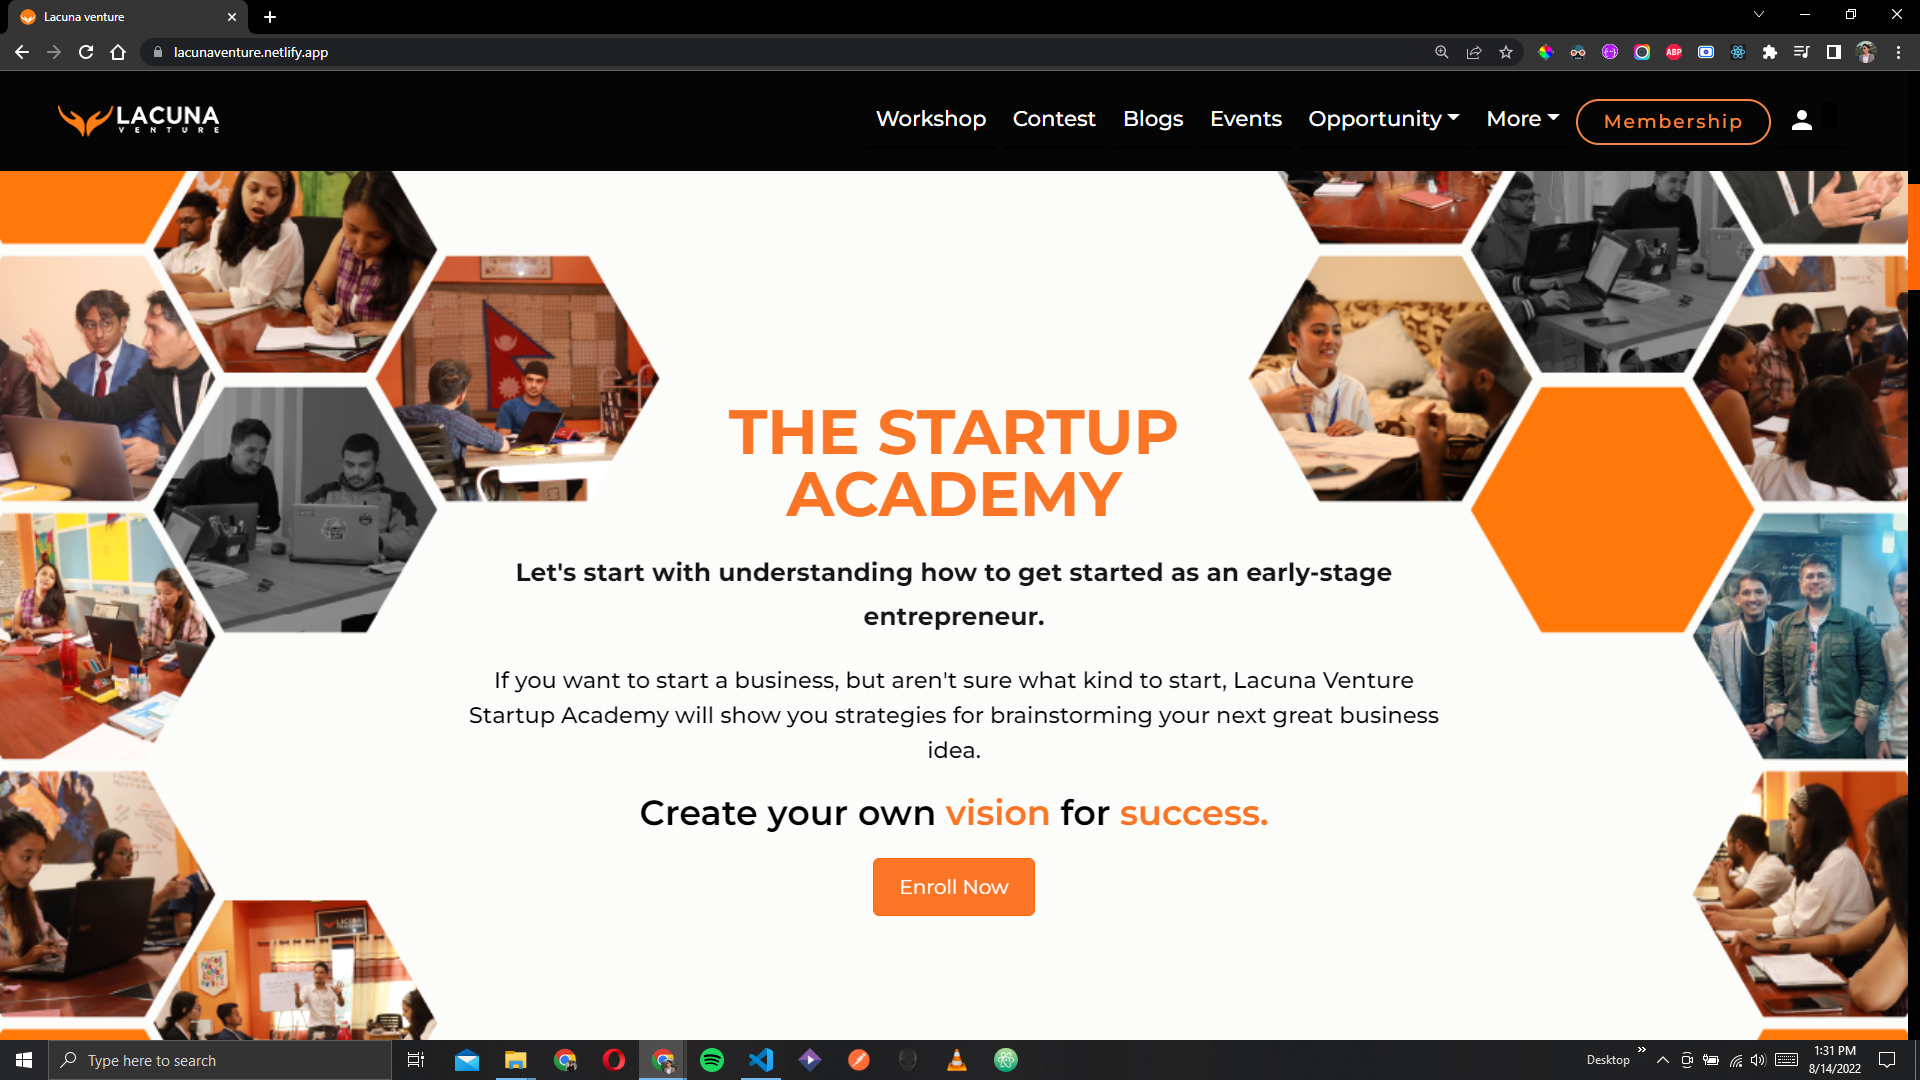 Lacuna venture
lacunaventure.netlify.app
ABP
LACUNA
VENTURE
Workshop
Contest
Blogs
Events
Opportunity
More
Membership
THE STARTUP
ACADEMY
Let's start with understanding how to get started as an early-stage
entrepreneur.
If you want to start a business, but aren't sure what kind to start, Lacuna Venture
Startup Academy will show you strategies for brainstorming your next great business
idea.
Create your own vision for success.
Enroll Now
LACUNA
Type here to search
Desktop
1:31 PM
8/14/2022